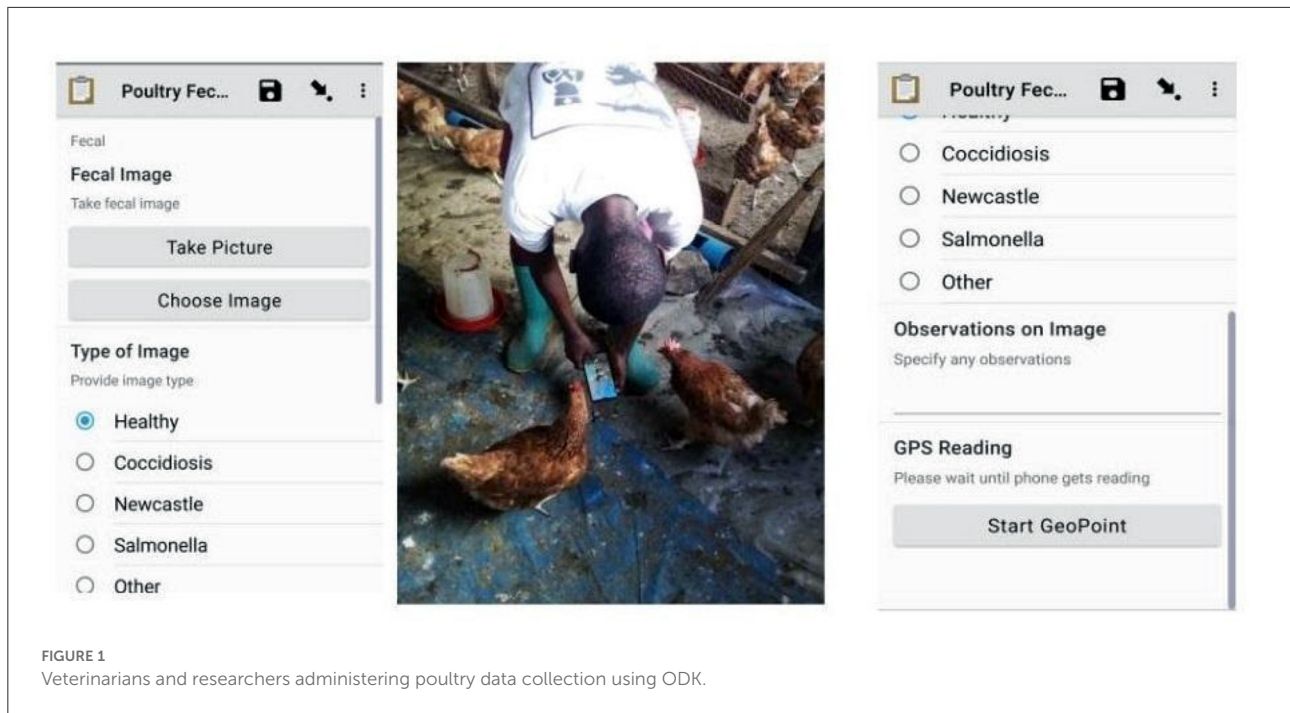 Poultry Fec...
Fecal
Fecal Image
Take fecal image
Take Picture
Choose Image
Type of Image
Provide image type
Healthy
Coccidiosis
Newcastle
Salmonella
Other
Poultry Fec...
Healthy
Coccidiosis
Newcastle
Salmonella
Other
Observations on Image
Specify any observations
GPS Reading
Please wait until phone gets reading
Start GeoPoint
FIGURE 1
Veterinarians and researchers administering poultry data collection using ODK.